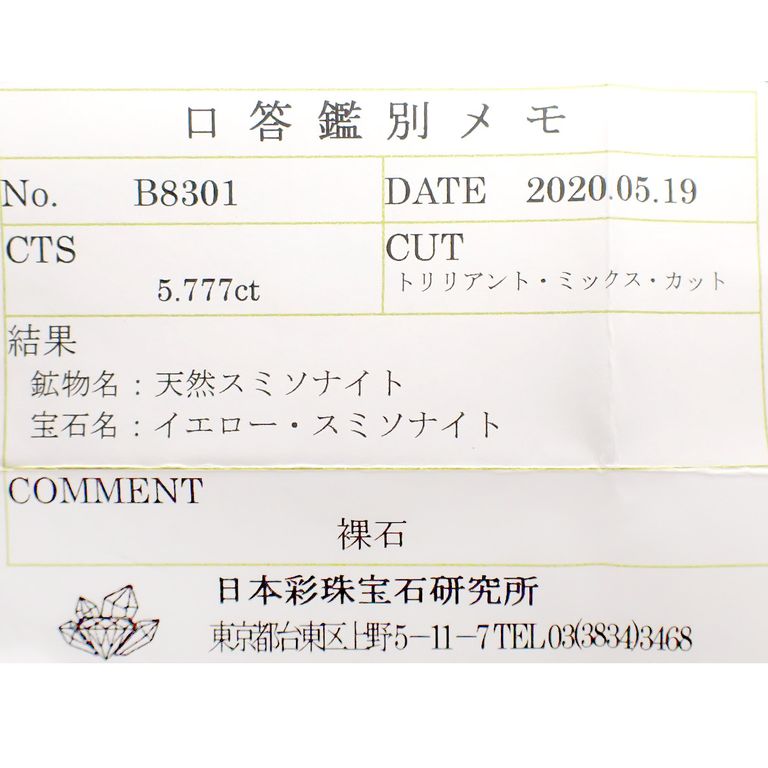 口答鑑別メモ
No. B8301
DATE 2020.05.19
CTS
5.777ct
CUT
トリリアント・ミックス・カット
結果
鉱物名：天然スミソナイト
宝石名：イエロー・スミソナイト
COMMENT
裸石
日本彩珠宝石研究所
東京都台東区上野5-11-7 TEL 03(3834)3468